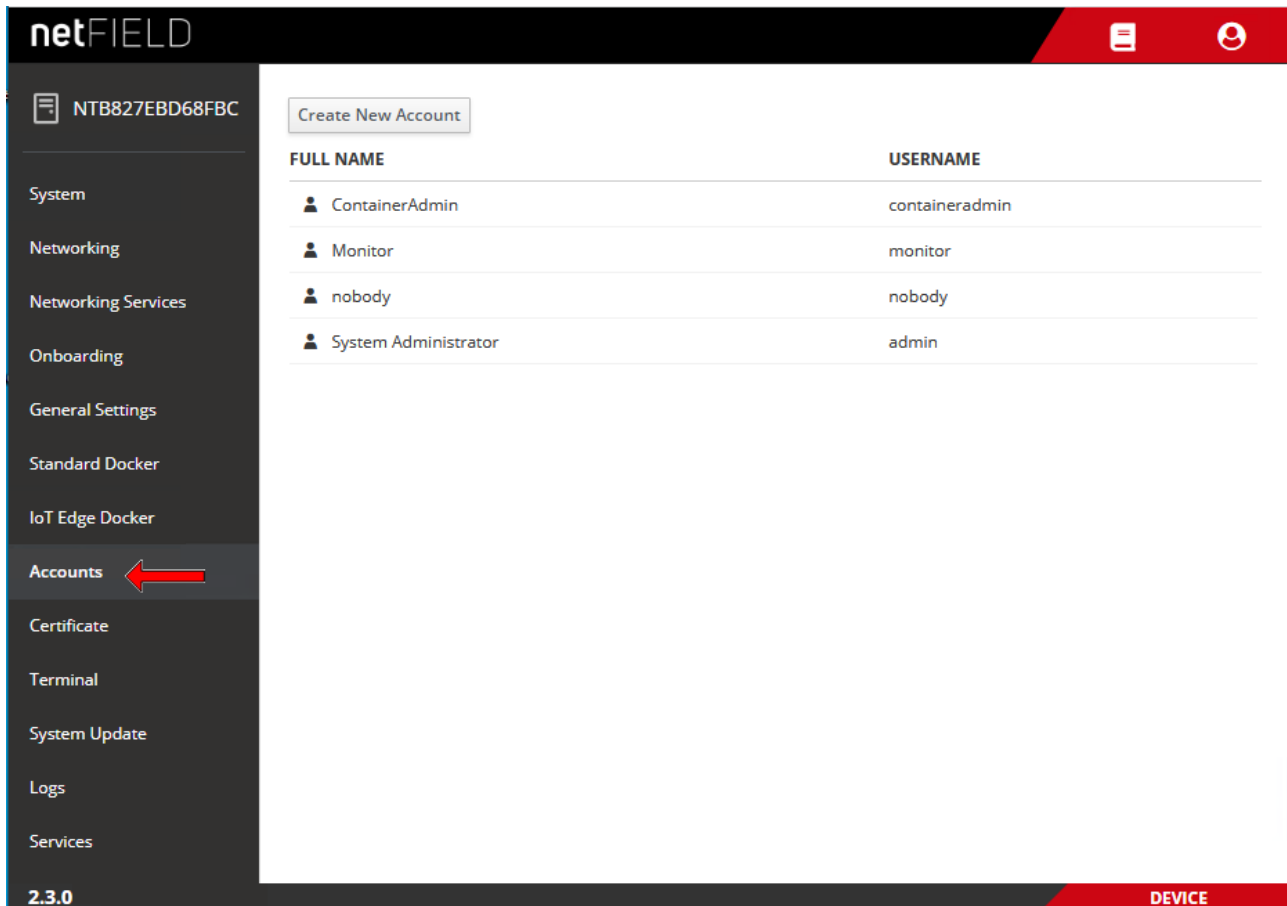 netFIELD
NTB827EBD68FBC
System
Networking
Networking Services
Onboarding
General Settings
Standard Docker
IoT Edge Docker
Accounts
Certificate
Terminal
System Update
Logs
Services
2.3.0
Create New Account
FULL NAME USERNAME
ContainerAdmin containeradmin
Monitor monitor
nobody nobody
System Administrator admin
DEVICE